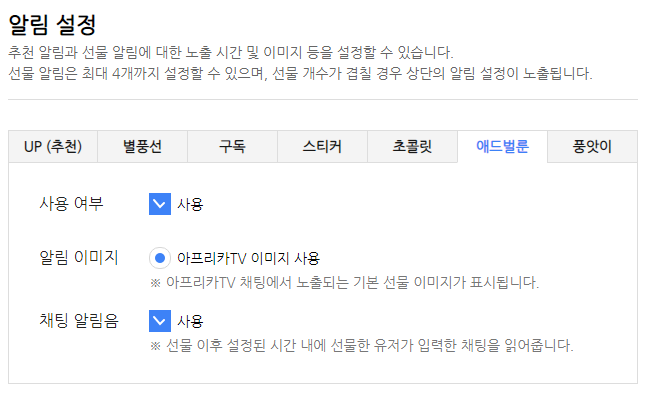 알림 설정
추천 알림과 선물 알림에 대한 노출 시간 및 이미지 등을 설정할 수 있습니다.
선물 알림은 최대 4개까지 설정할 수 있으며, 선물 개수가 겹칠 경우 상단의 알림 설정이 노출됩니다.
UP (추천) 별풍선 구독 스티커 초콜릿 애드벌룬 풍앗이
사용 여부 사용
알림 이미지 아프리카TV 이미지 사용
※ 아프리카TV 채팅에서 노출되는 기본 선물 이미지가 표시됩니다.
채팅 알림음 사용
※ 선물 이후 설정된 시간 내에 선물한 유저가 입력한 채팅을 읽어줍니다.